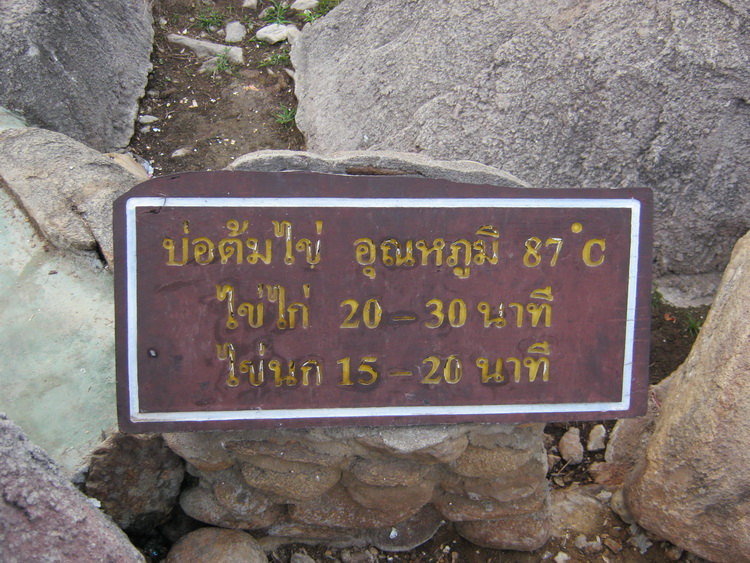 บ่อต้มไข่ อุณหภูมิ 87°C
ไข่ไก่ 20 – 30 นาที
ไข่นก 15 – 20 นาที